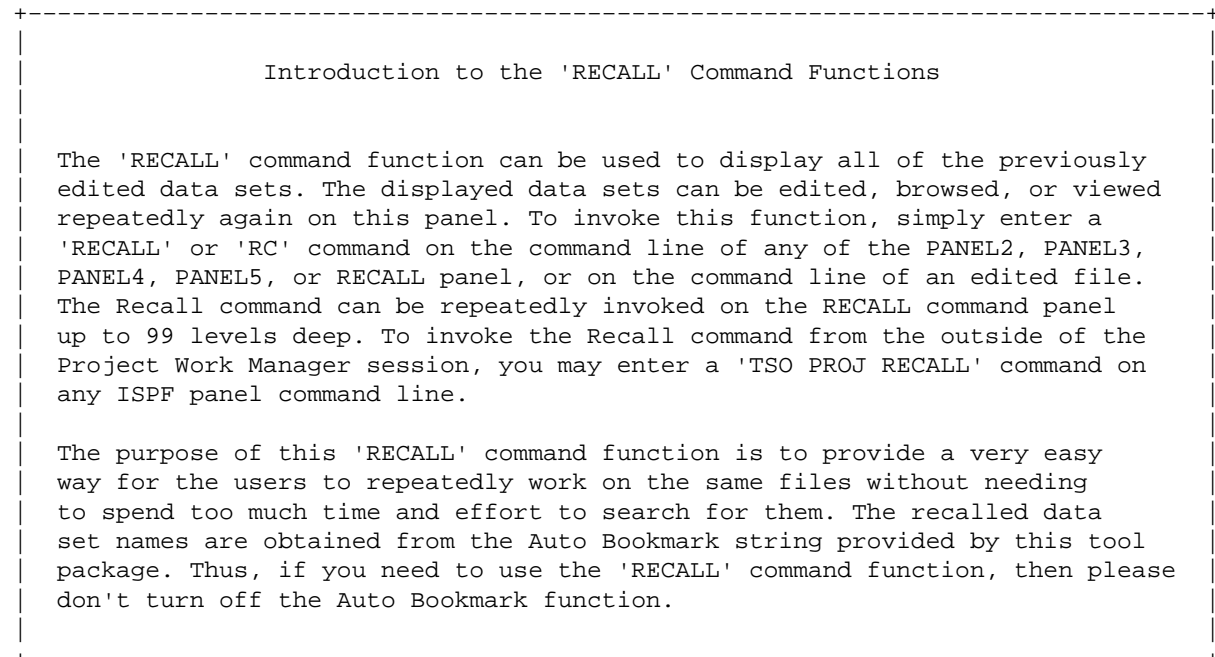 Introduction to the 'RECALL' Command Functions
The 'RECALL' command function can be used to display all of the previously
edited data sets. The displayed data sets can be edited, browsed, or viewed
repeatedly again on this panel. To invoke this function, simply enter a
'RECALL' or 'RC' command on the command line of any of the PANEL2, PANEL3,
PANEL4, PANEL5, or RECALL panel, or on the command line of an edited file.
The Recall command can be repeatedly invoked on the RECALL command panel
up to 99 levels deep. To invoke the Recall command from the outside of the
Project Work Manager session, you may enter a 'TSO PROJ RECALL' command on
any ISPF panel command line.
The purpose of this 'RECALL' command function is to provide a very easy
way for the users to repeatedly work on the same files without needing
to spend too much time and effort to search for them. The recalled data
set names are obtained from the Auto Bookmark string provided by this tool
package. Thus, if you need to use the 'RECALL' command function, then please
don't turn off the Auto Bookmark function.